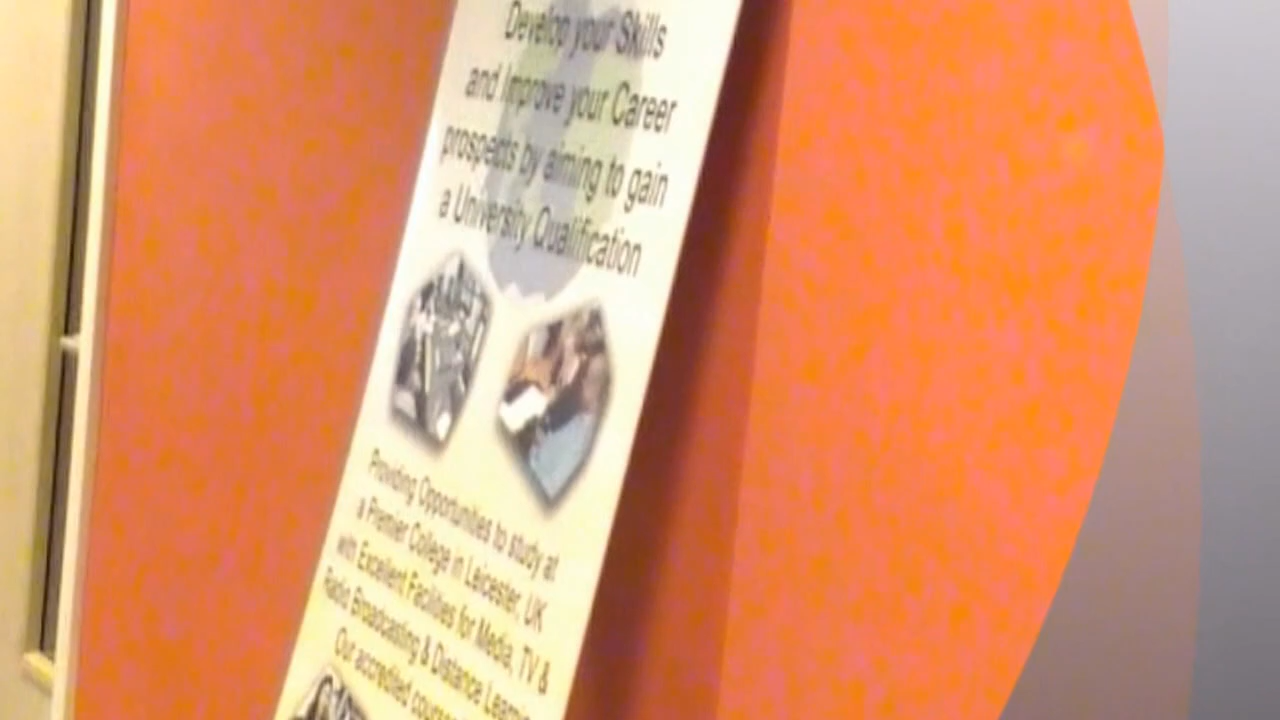 Develop your Skills
and Improve your Career
prospects by aiming to gain
a University Qualification
Providing Opportunities to study at
a Premier College in Leicester, UK
with Excellent Facilities for Media, TV &
Radio Broadcasting & Distance Learning
Our accredited courses